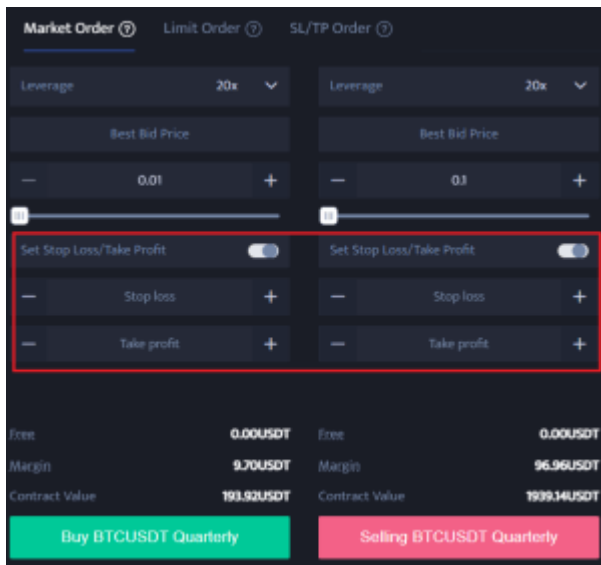 Market Order ? Limit Order ? SL/TP Order ?
Leverage 20x Leverage 20x
Best Bid Price Best Bid Price
— 0.01 + — 0.1 +
Set Stop Loss/Take Profit Set Stop Loss/Take Profit
— Stop loss + — Stop loss +
— Take profit + — Take profit +
Free 0.00USDT Free 0.00USDT
Margin 9.70USDT Margin 96.96USDT
Contract Value 193.92USDT Contract Value 1939.14USDT
Buy BTCUSDT Quarterly Selling BTCUSDT Quarterly